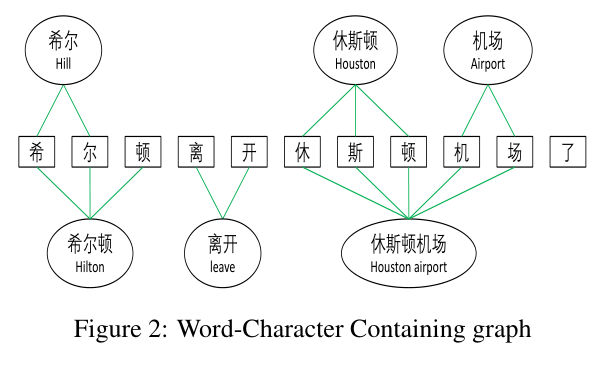 希尔
Hill
休斯顿
Houston
机场
Airport
希 尔 顿 离 开 休 斯 顿 机 场 了
希尔顿
Hilton
离开
leave
休斯顿机场
Houston airport
Figure 2: Word-Character Containing graph